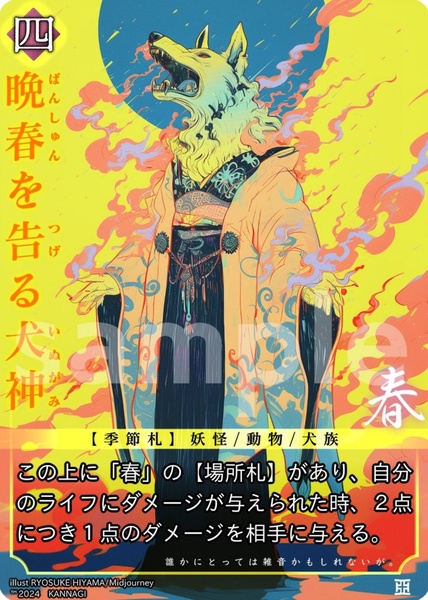 四
晩春を告る犬神
ばんしゅん
つげ
いぬがみ
sample
春
【季節札】妖怪/動物/犬族
この上に「春」の【場所札】があり、自分
のライフにダメージが与えられた時、２点
につき１点のダメージを相手に与える。
誰かにとっては雑音かもしれないが。
illust RYOSUKE HIYAMA/Midjourney
™2024 KANNAGI